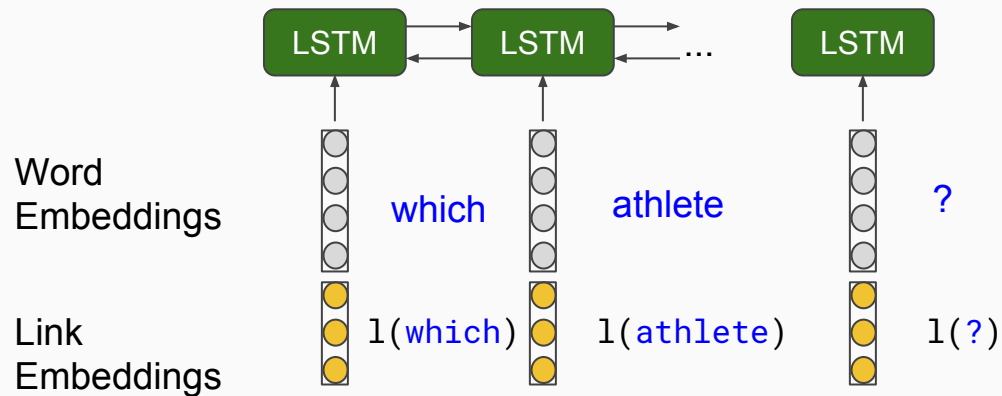 LSTM LSTM ... LSTM
Word
Embeddings
which athlete ?
Link
Embeddings
l(which) l(athlete) l(?)